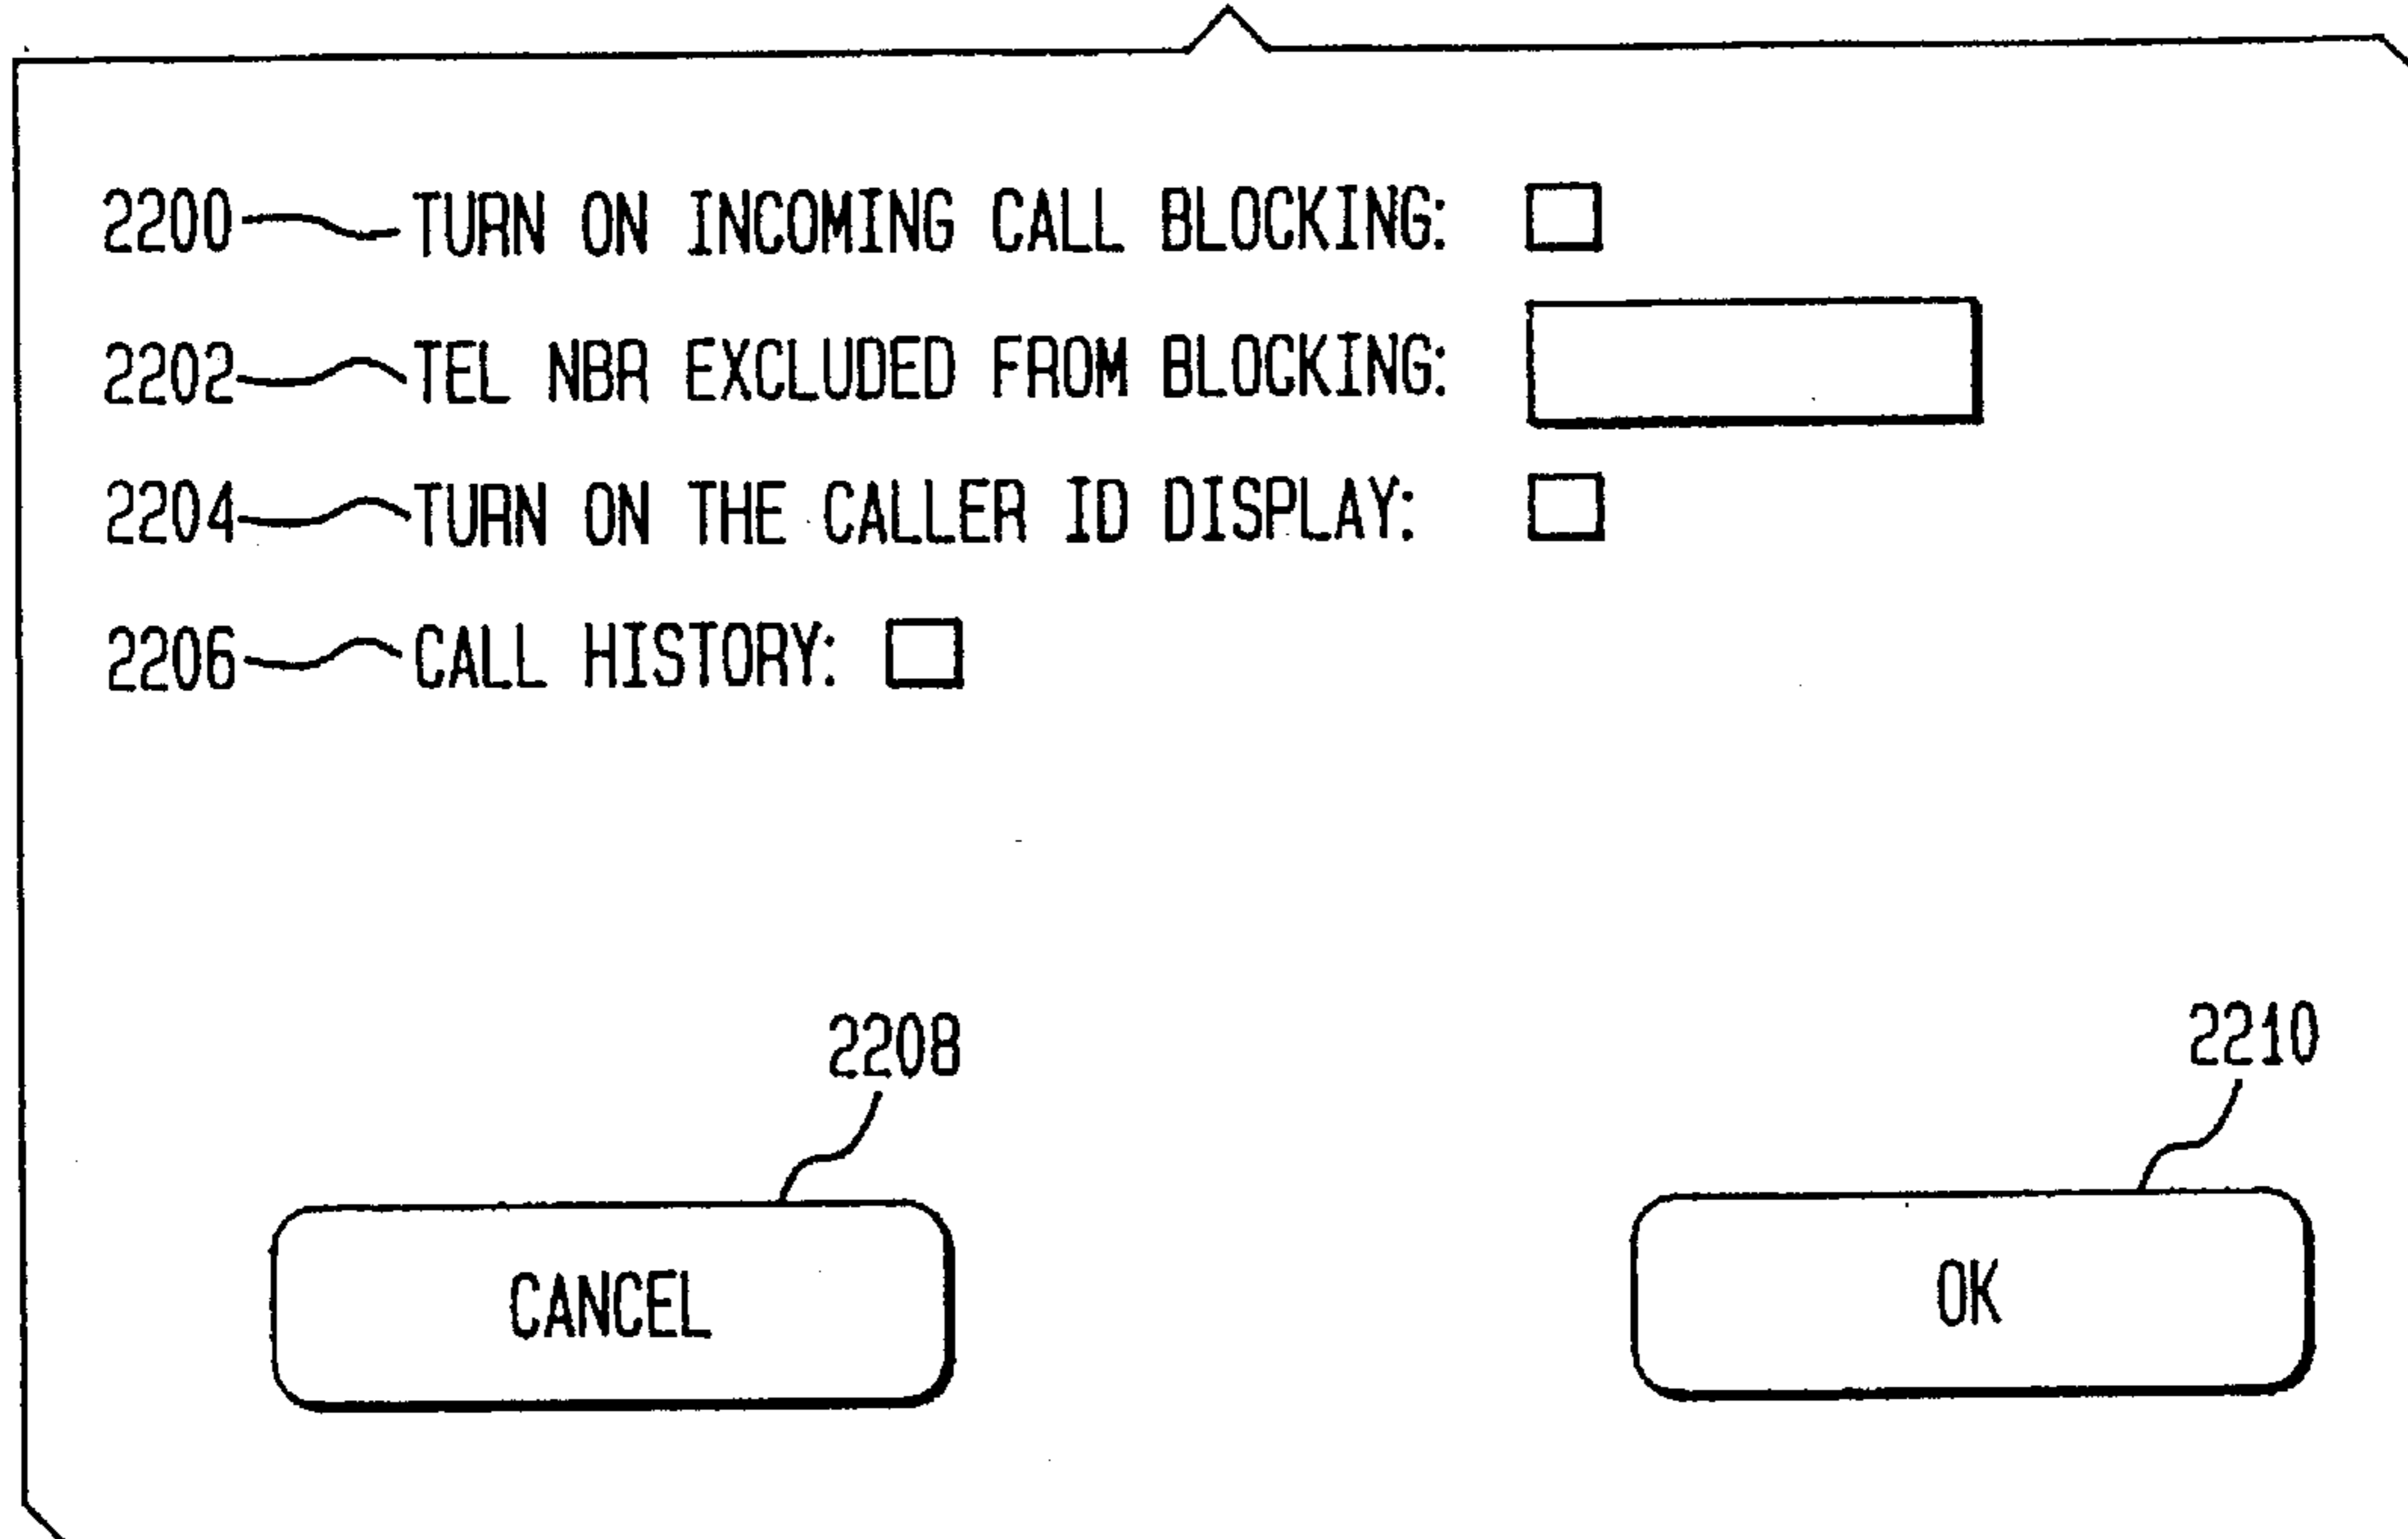 2200 TURN ON INCOMING CALL BLOCKING:
2202 TEL NBR EXCLUDED FROM BLOCKING:
2204 TURN ON THE CALLER ID DISPLAY:
2206 CALL HISTORY:
2208
2210
CANCEL
OK